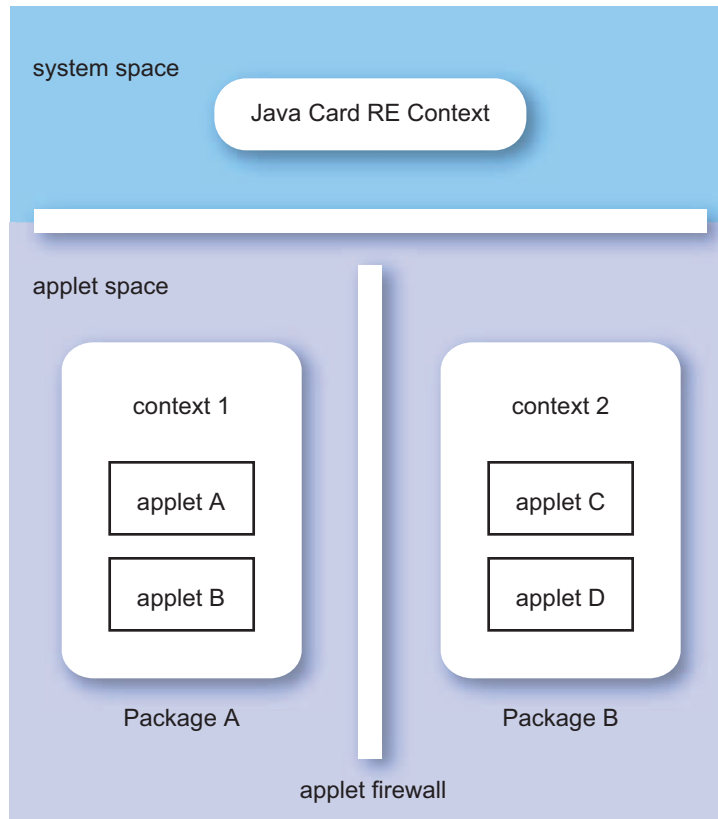 system space
Java Card RE Context
applet space
context 1
applet A
applet B
Package A
context 2
applet C
applet D
Package B
applet firewall